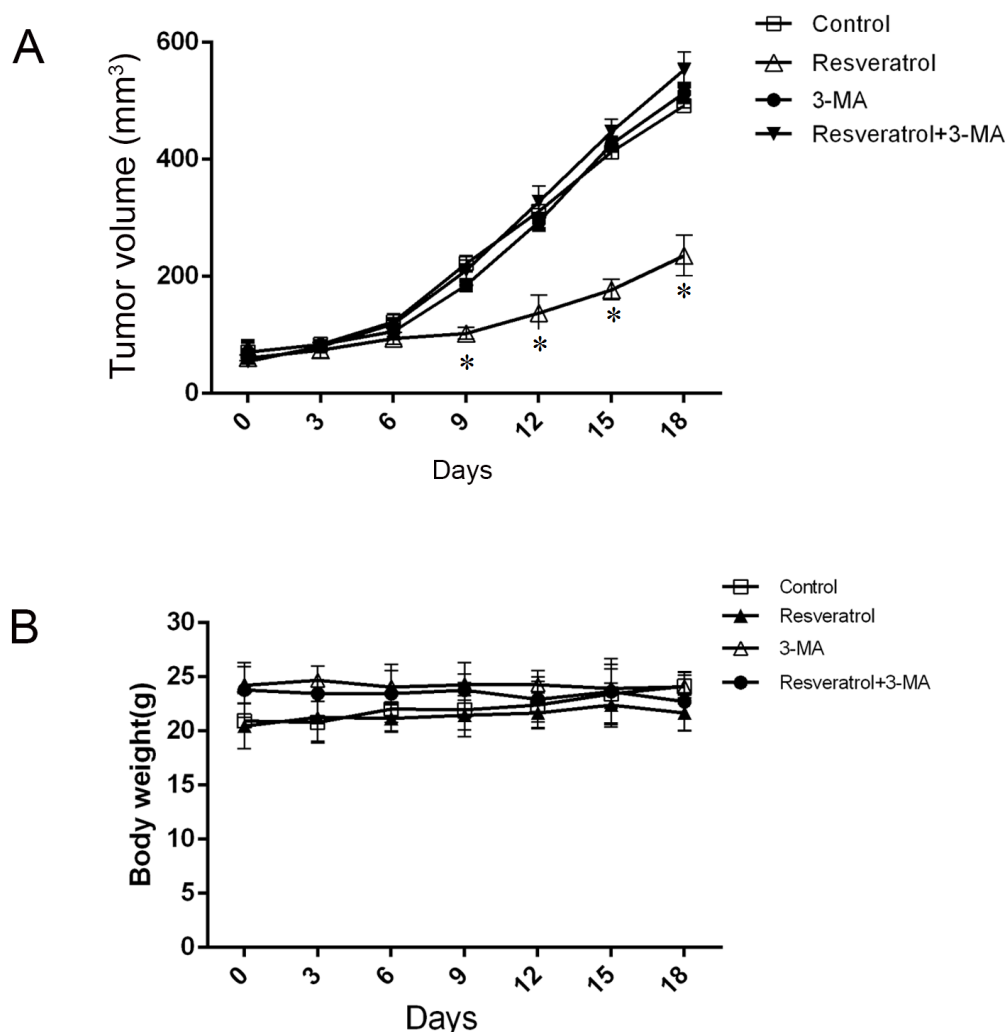 A
Control
Resveratrol
3-MA
Resveratrol+3-MA
Tumor volume (mm³)
600
400
200
0
* * * *
0 3 6 9 12 15 18
Days
B
Control
Resveratrol
3-MA
Resveratrol+3-MA
Body weight(g)
30
25
20
15
10
5
0
0 3 6 9 12 15 18
Days